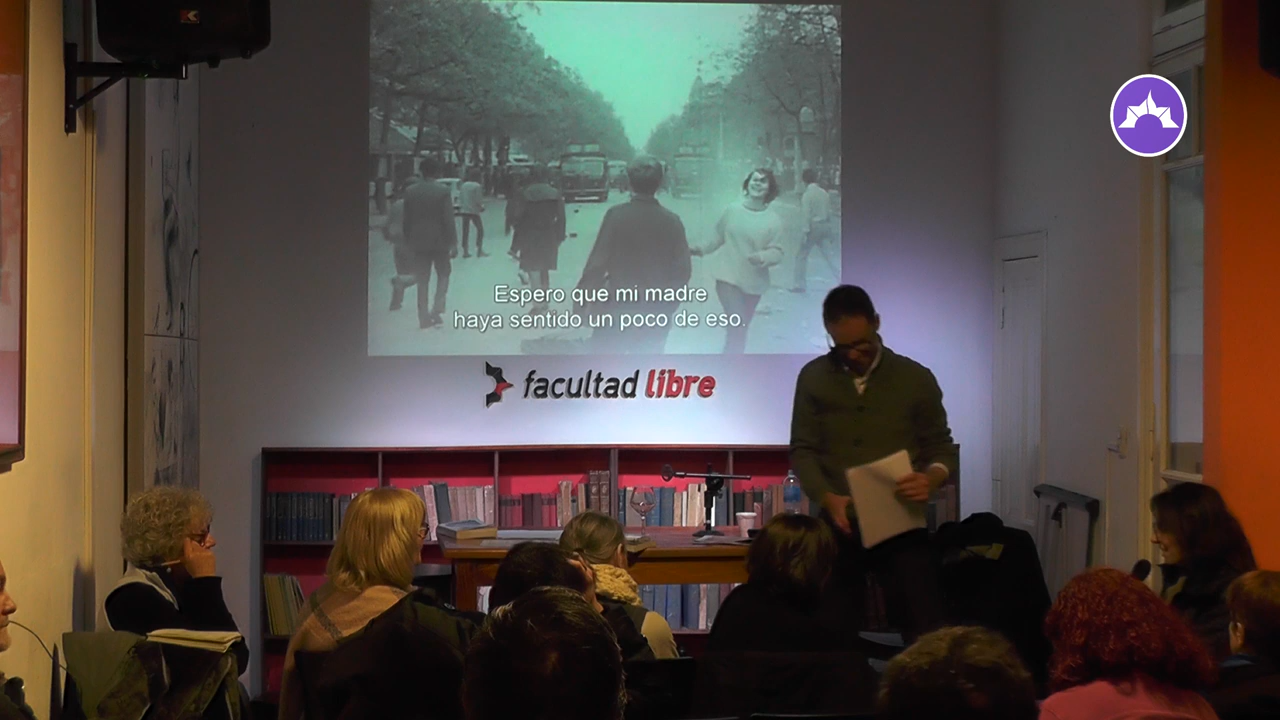 Espero que mi madre
haya sentido un poco de eso.
facultad libre